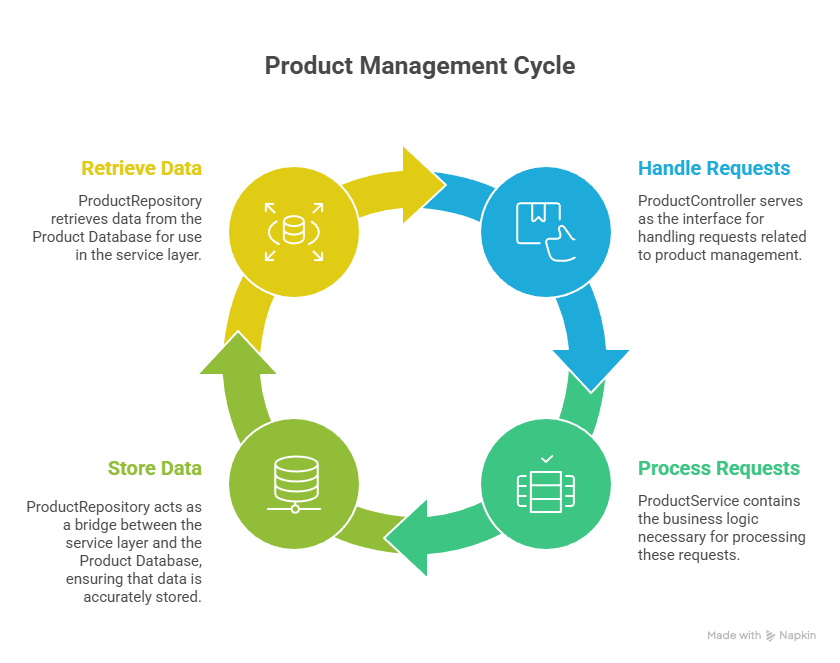 Product Management Cycle
Retrieve Data
ProductRepository
retrieves data from the
Product Database for use
in the service layer.
Handle Requests
ProductController serves
as the interface for
handling requests related
to product management.
Store Data
ProductRepository acts as
a bridge between the
service layer and the
Product Database,
ensuring that data is
accurately stored.
Process Requests
ProductService contains
the business logic
necessary for processing
these requests.
Made with Napkin